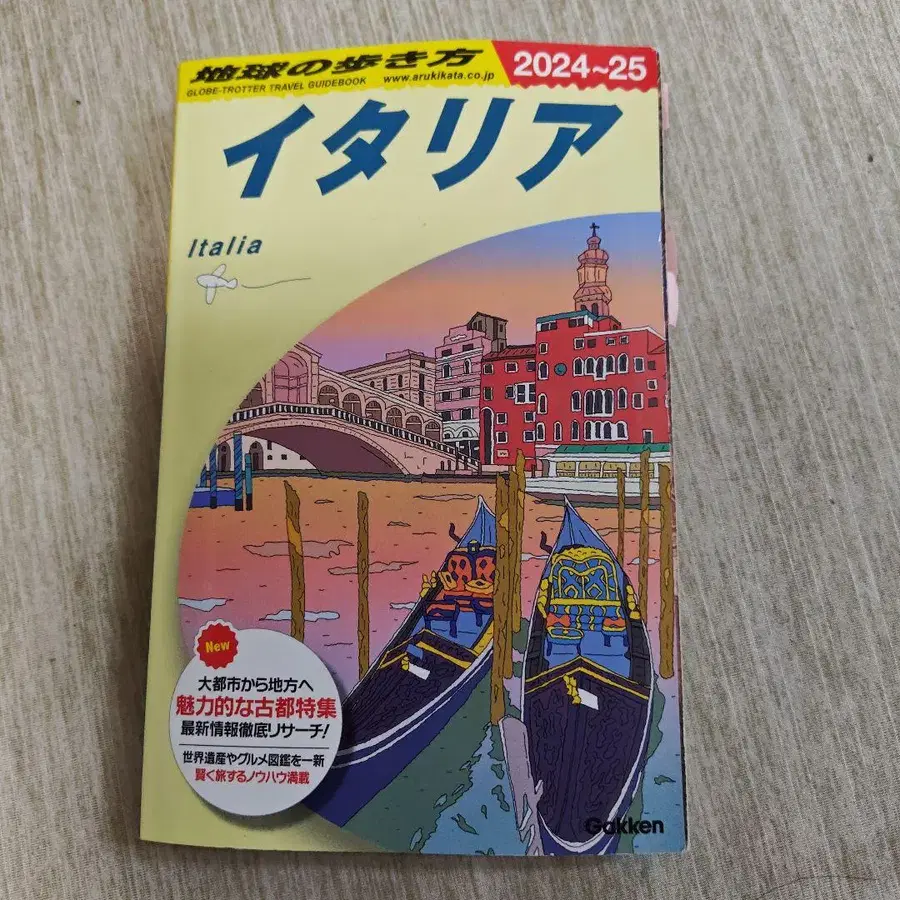 地球の歩き方
GLOBE-TROTTER TRAVEL GUIDEBOOK
www.arukikata.co.jp
2024~25
イタリア
Italia
New
大都市から地方へ
魅力的な古都特集
最新情報徹底リサーチ!
世界遺産やグルメ図鑑を一新
賢く旅するノウハウ満載
Gakken